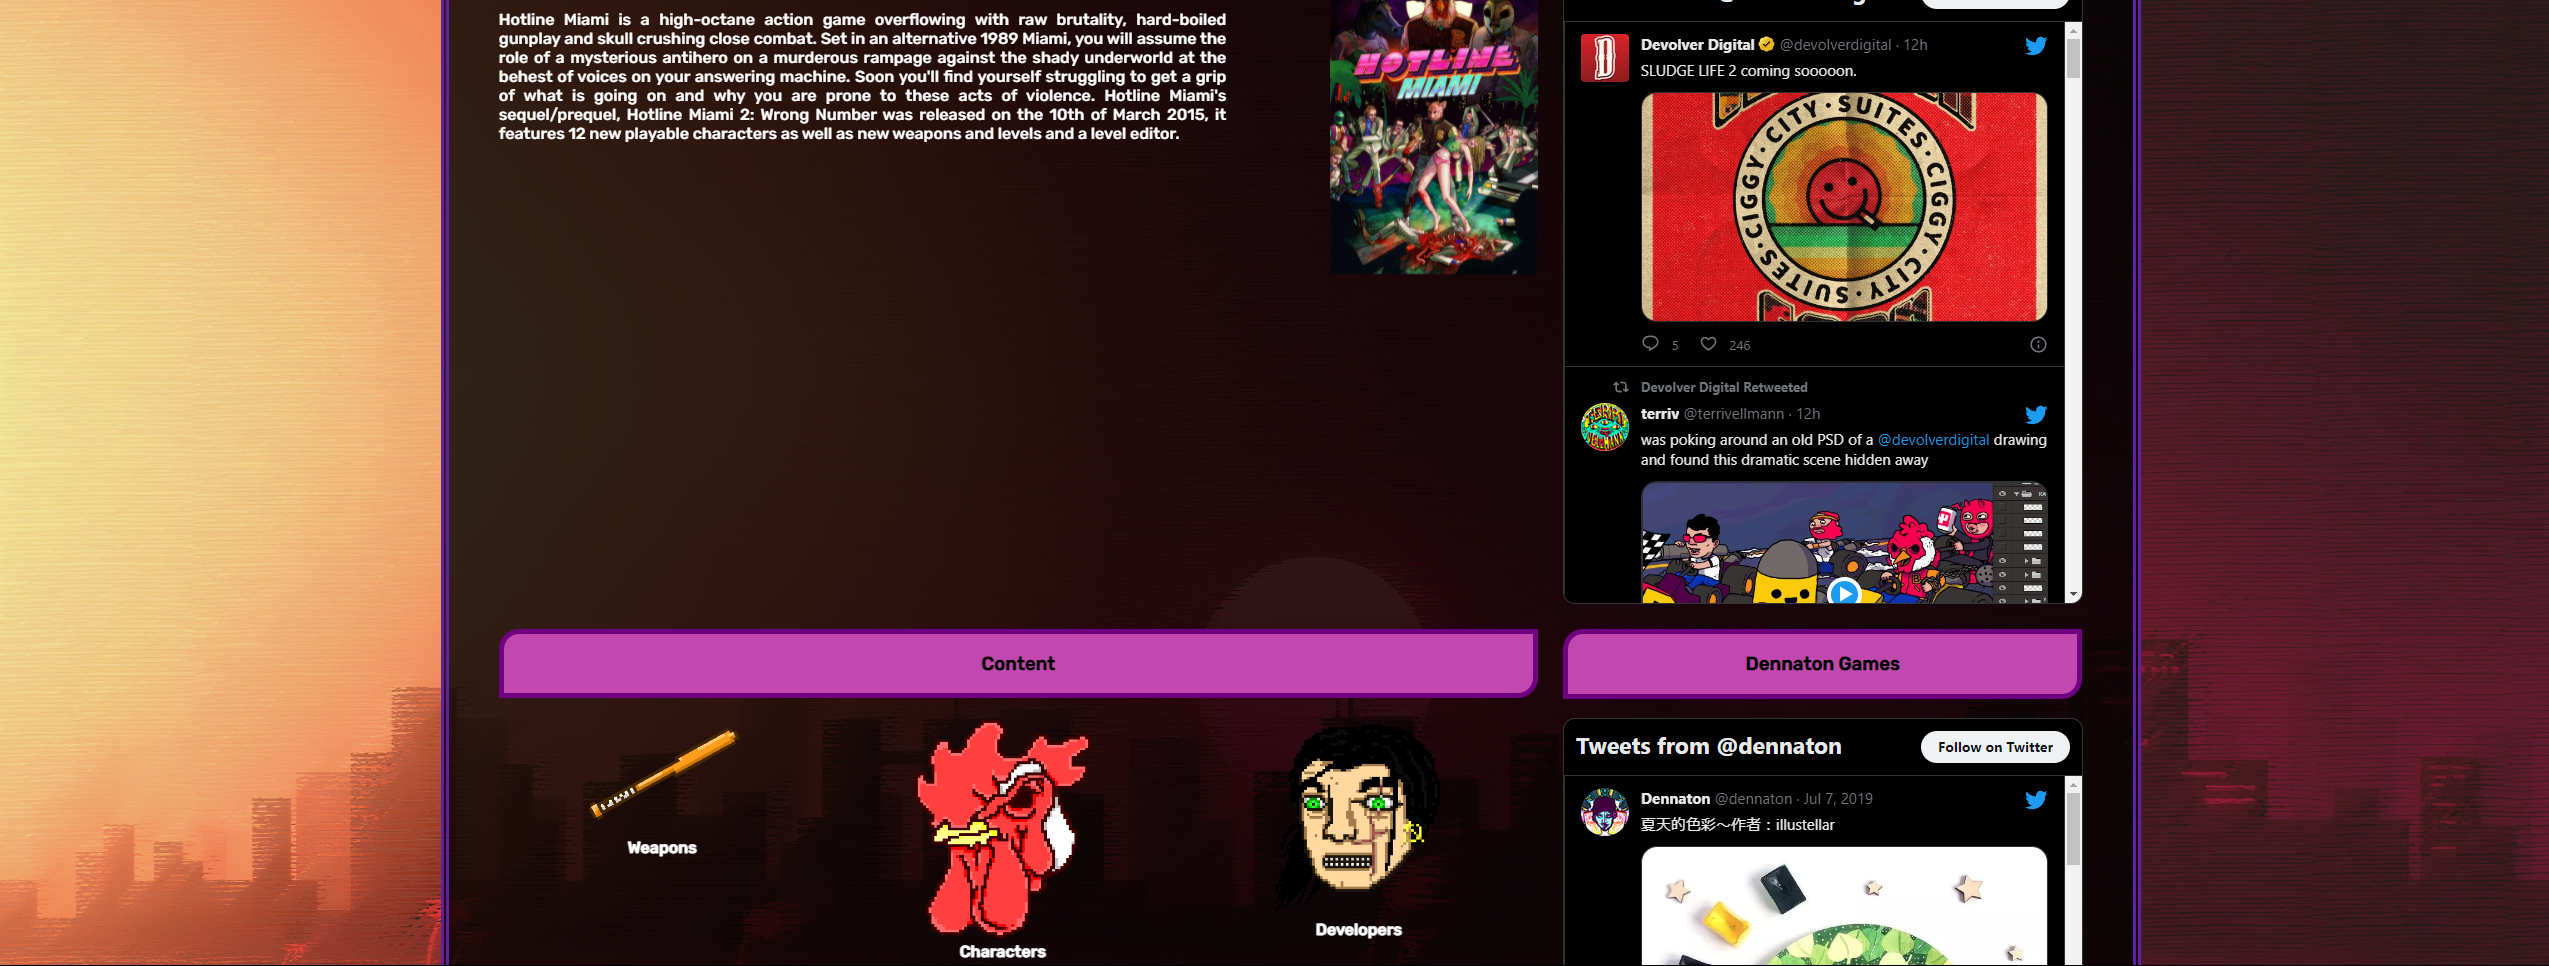 Hotline Miami is a high-octane action game overflowing with raw brutality, hard-boiled
gunplay and skull crushing close combat. Set in an alternative 1989 Miami, you will assume the
role of a mysterious antihero on a murderous rampage against the shady underworld at the
behest of voices on your answering machine. Soon you'll find yourself struggling to get a grip
of what is going on and why you are prone to these acts of violence. Hotline Miami's
sequel/prequel, Hotline Miami 2: Wrong Number was released on the 10th of March 2015, it
features 12 new playable characters as well as new weapons and levels and a level editor.
HOTLINE
MIAMI
Devolver Digital @devolverdigital · 12h
SLUDGE LIFE 2 coming sooooon.
CITY · SUITES · CIGGY · CITY · SUITES · CIGGY ·
5 246
Devolver Digital Retweeted
terriv @terrivellmann · 12h
was poking around an old PSD of a @devolverdigital drawing
and found this dramatic scene hidden away
Content
Weapons
Characters
Developers
Dennaton Games
Tweets from @dennaton
Follow on Twitter
Dennaton @dennaton · Jul 7, 2019
夏天的色彩～作者：illustellar